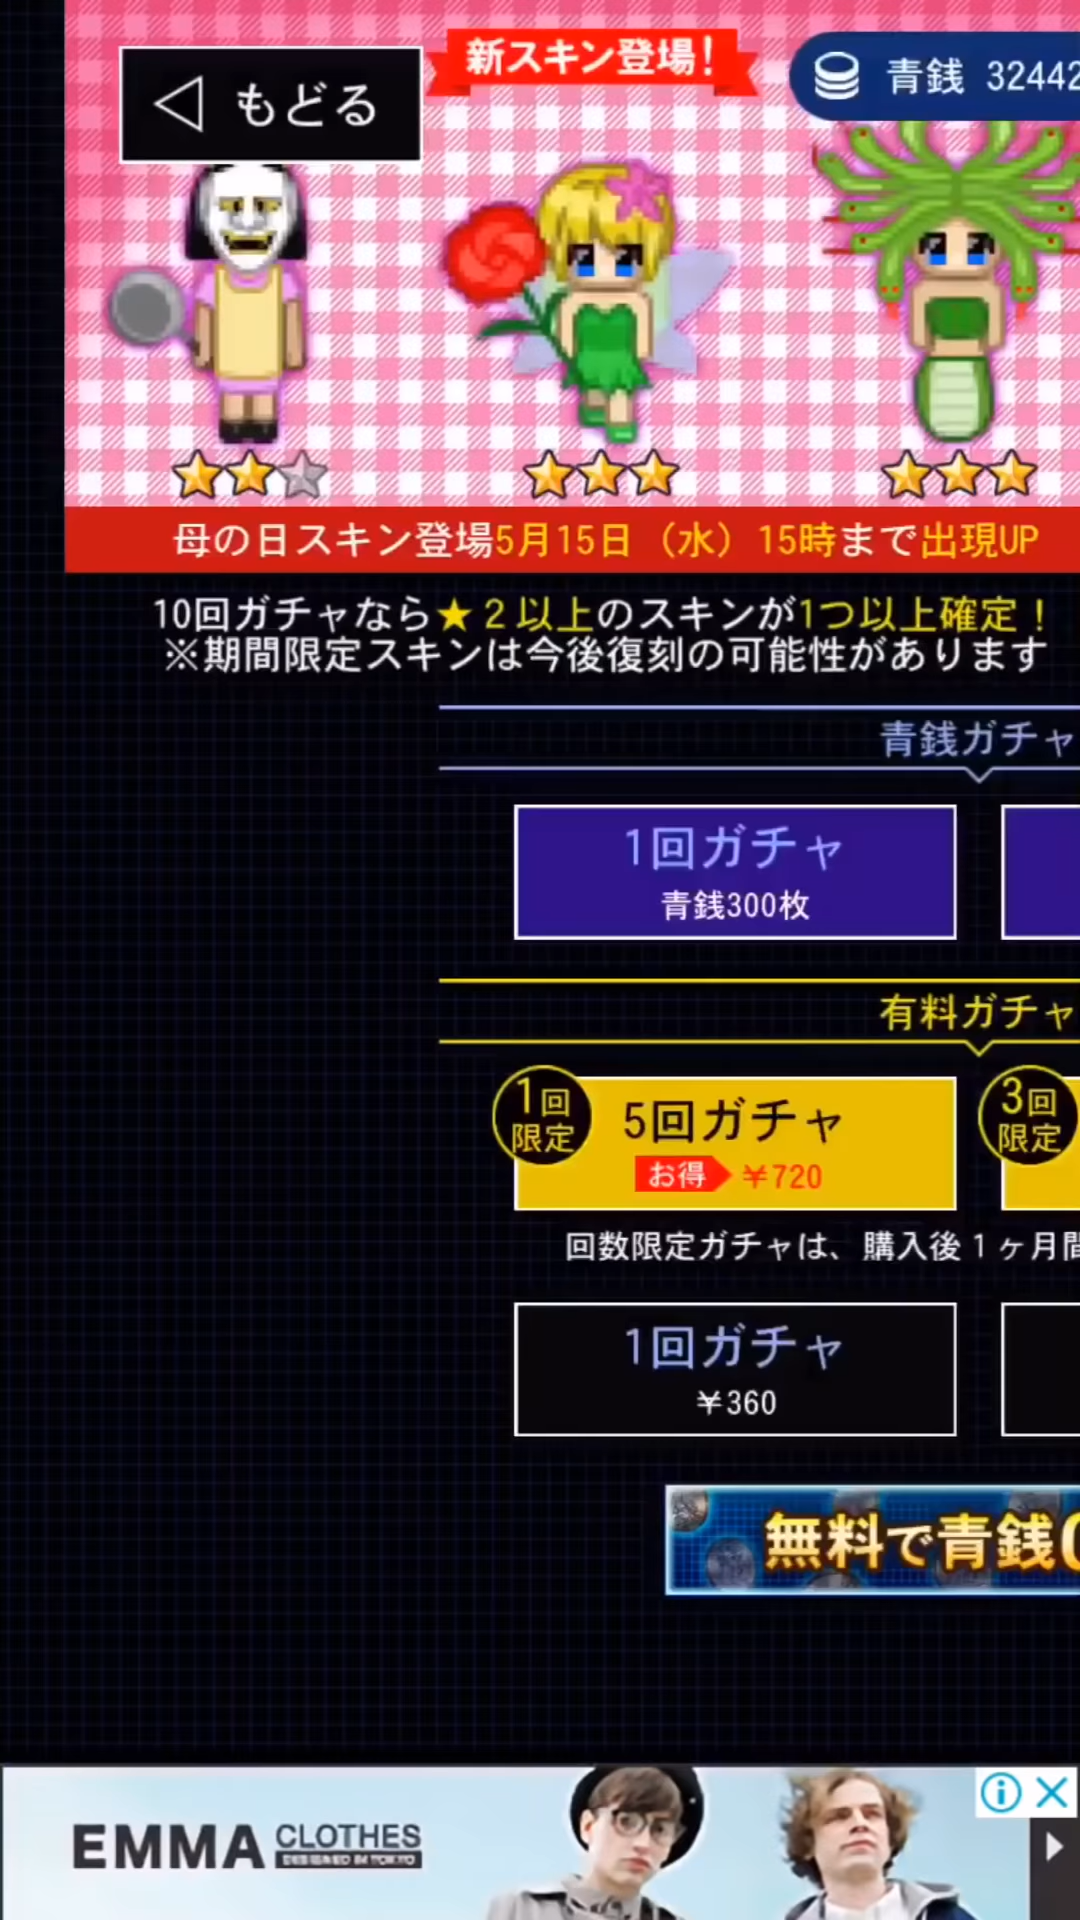 新スキン登場!
もどる
青銭 32442
母の日スキン登場5月15日（水）15時まで出現UP
10回ガチャなら★２以上のスキンが1つ以上確定！
※期間限定スキンは今後復刻の可能性があります
青銭ガチャ
1回ガチャ
青銭300枚
有料ガチャ
1回
限定
5回ガチャ
お得 ¥720
3回
限定
回数限定ガチャは、購入後１ヶ月間
1回ガチャ
¥360
無料で青銭G
EMMA CLOTHES
DESIGNED IN TOKYO